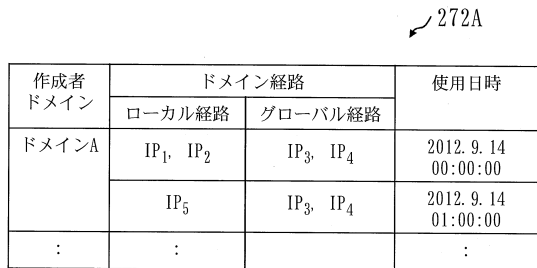 272A
作成者
ドメイン
ドメイン経路
使用日時
ローカル経路
グローバル経路
ドメインA
IP₁, IP₂
IP₃, IP₄
2012. 9. 14
00:00:00
IP₅
IP₃, IP₄
2012. 9. 14
01:00:00
: : :